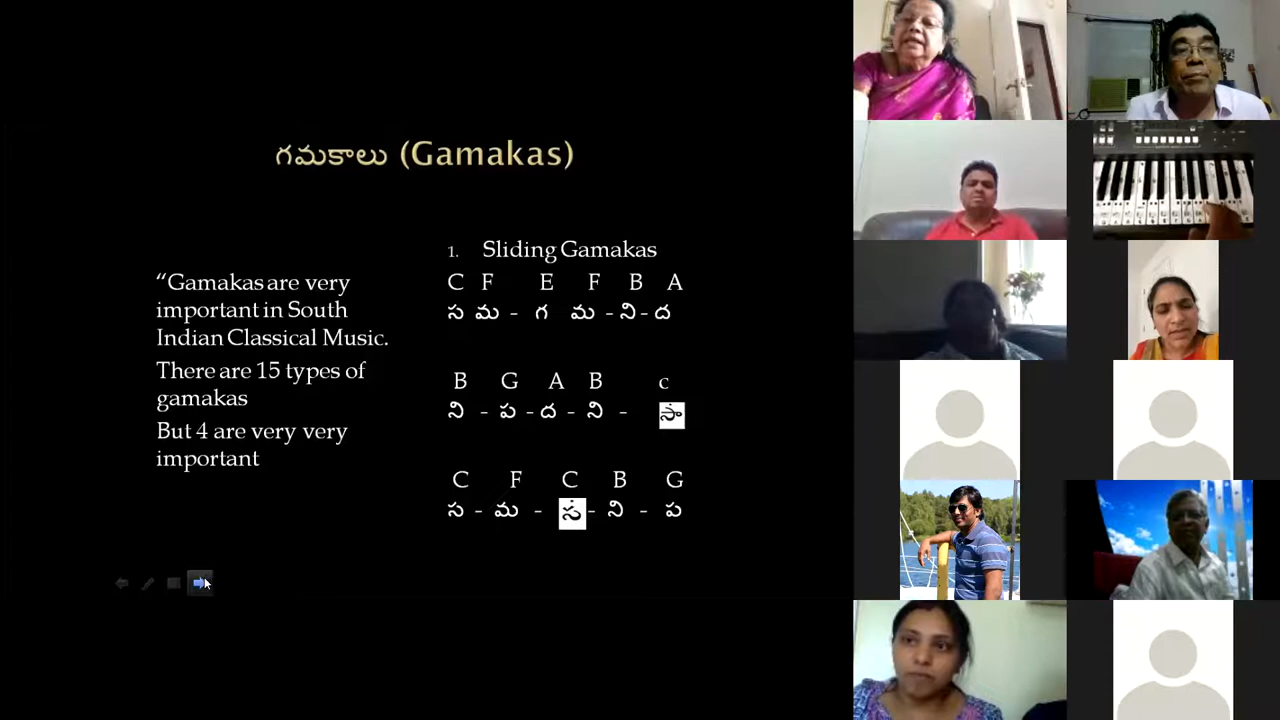 గమకాలు (Gamakas)
“Gamakas are very
important in South
Indian Classical Music.
There are 15 types of
gamakas
But 4 are very very
important
1. Sliding Gamakas
C F E F B A
స మ - గ మ - ని - ద
B G A B c
ని - ప - ద - ని - సా̇
C F C B G
స - మ - స̇ - ని - ప